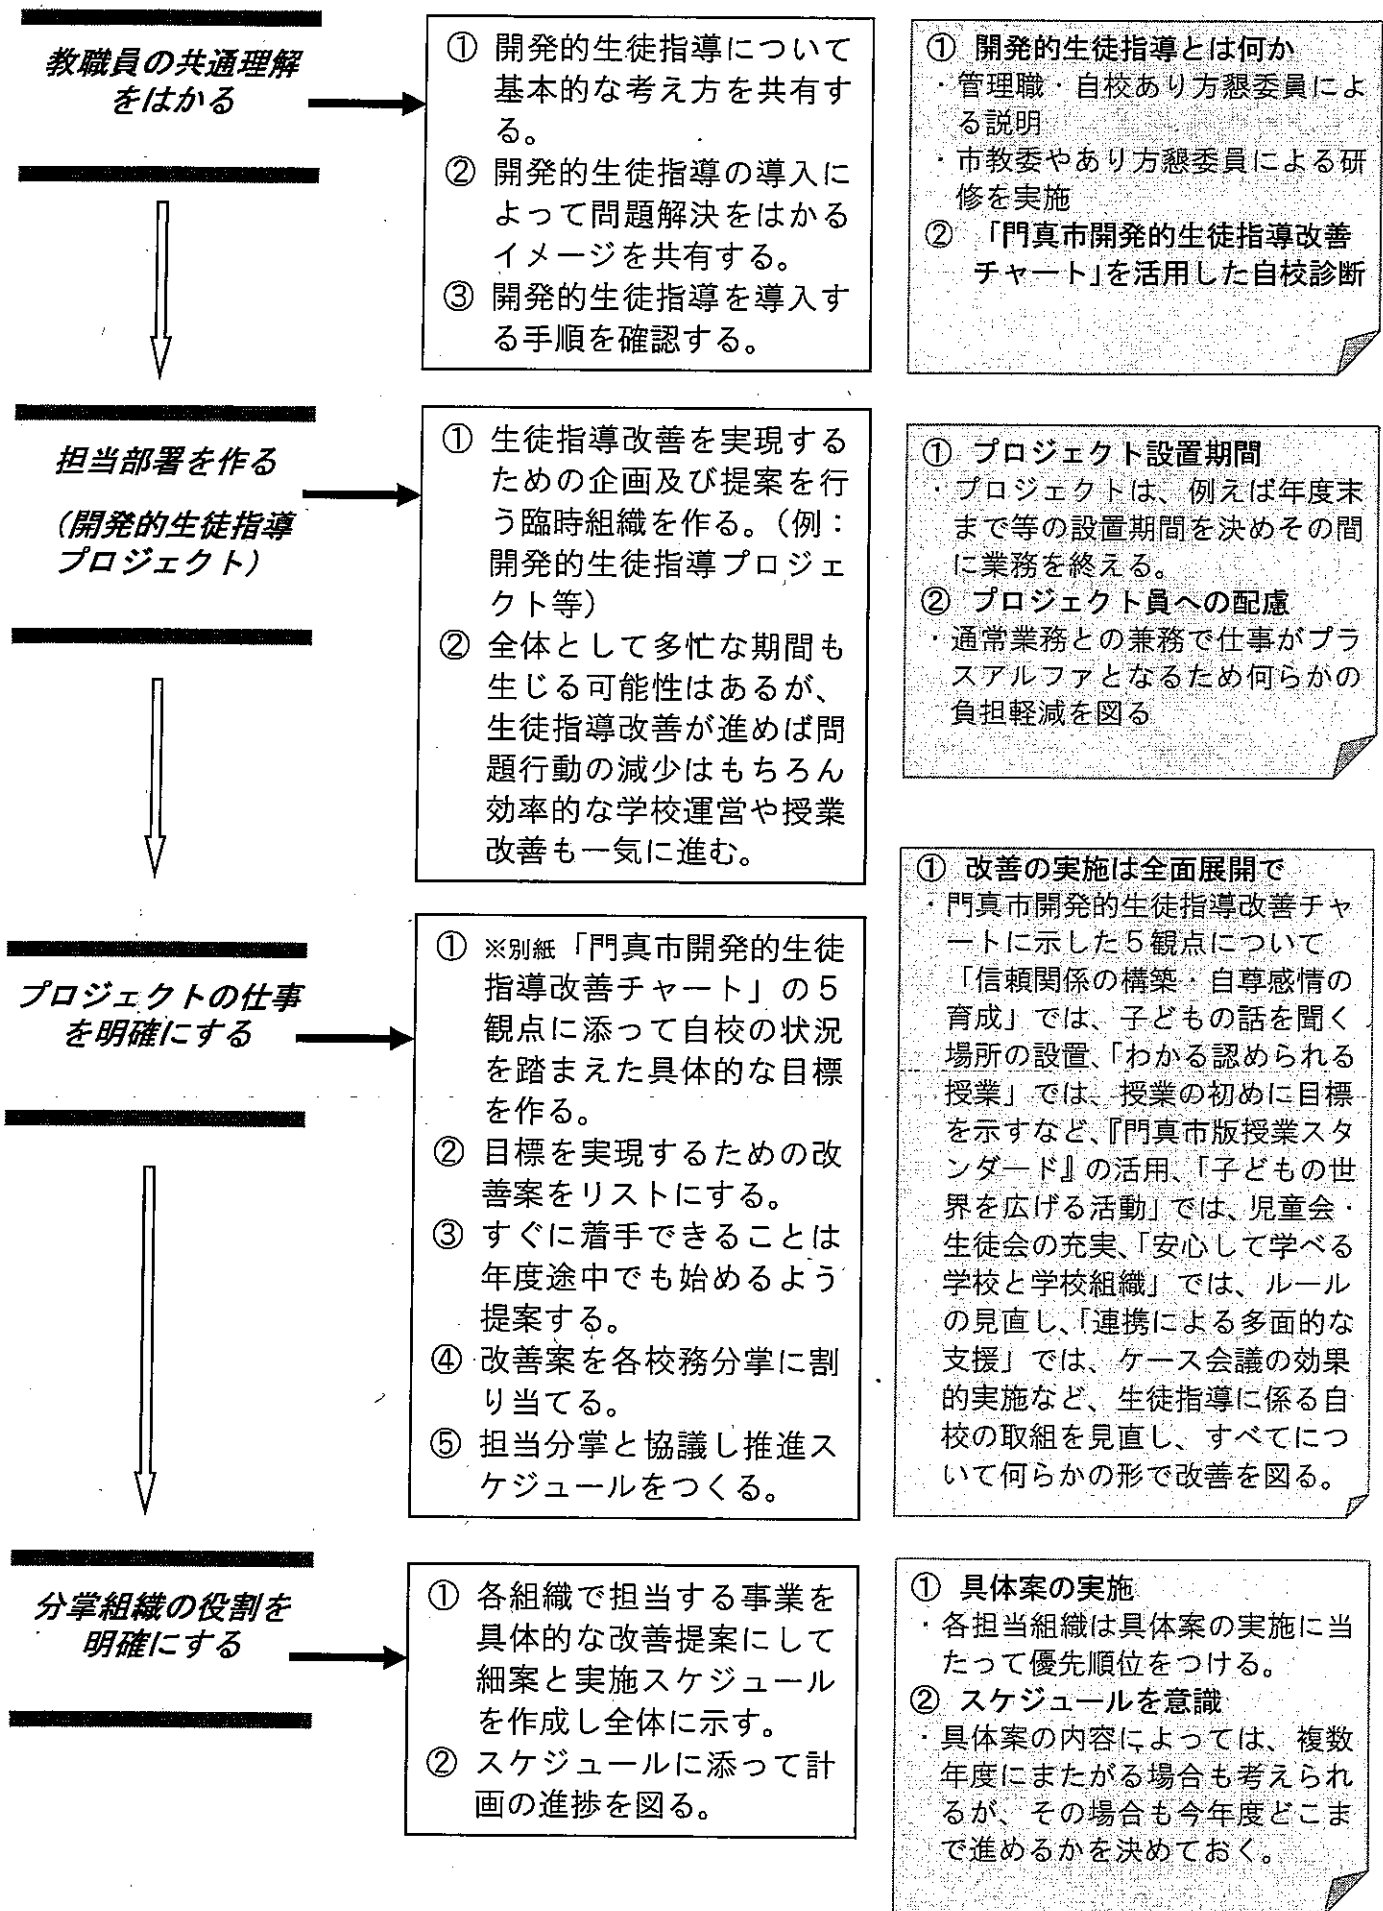 教職員の共通理解
をはかる
① 開発的生徒指導について
基本的な考え方を共有す
る。
② 開発的生徒指導の導入に
よって問題解決をはかる
イメージを共有する。
③ 開発的生徒指導を導入す
る手順を確認する。
① 開発的生徒指導とは何か
・管理職・自校あり方懇委員によ
る説明
・市教委やあり方懇委員による研
修を実施
② 「門真市開発的生徒指導改善
チャート」を活用した自校診断
担当部署を作る
(開発的生徒指導
プロジェクト)
① 生徒指導改善を実現する
ための企画及び提案を行
う臨時組織を作る。(例:
開発的生徒指導プロジェ
クト等)
② 全体として多忙な期間も
生じる可能性はあるが、
生徒指導改善が進めば問
題行動の減少はもちろん
効率的な学校運営や授業
改善も一気に進む。
① プロジェクト設置期間
・プロジェクトは、例えば年度末
まで等の設置期間を決めその間
に業務を終える。
② プロジェクト員への配慮
・通常業務との兼務で仕事がプラ
スアルファとなるため何らかの
負担軽減を図る
プロジェクトの仕事
を明確にする
① ※別紙「門真市開発的生徒
指導改善チャート」の5
観点に添って自校の状況
を踏まえた具体的な目標
を作る。
② 目標を実現するための改
善案をリストにする。
③ すぐに着手できることは
年度途中でも始めるよう
提案する。
④ 改善案を各校務分掌に割
り当てる。
⑤ 担当分掌と協議し推進ス
ケジュールをつくる。
① 改善の実施は全面展開で
・門真市開発的生徒指導改善チャ
ートに示した5観点について
「信頼関係の構築・自尊感情の
育成」では、子どもの話を聞く
場所の設置、「わかる認められる
授業」では、授業の初めに目標
を示すなど、『門真市版授業スタ
ンダード』の活用、「子どもの世
界を広げる活動」では、児童会・
生徒会の充実、「安心して学べる
学校と学校組織」では、ルール
の見直し、「連携による多面的な
支援」では、ケース会議の効果
的実施など、生徒指導に係る自
校の取組を見直し、すべてにつ
いて何らかの形で改善を図る。
分掌組織の役割を
明確にする
① 各組織で担当する事業を
具体的な改善提案にして
細案と実施スケジュール
を作成し全体に示す。
② スケジュールに添って計
画の進捗を図る。
① 具体案の実施
・各担当組織は具体案の実施に当
たって優先順位をつける。
② スケジュールを意識
・具体案の内容によっては、複数
年度にまたがる場合も考えられ
るが、その場合も今年度どこま
で進めるかを決めておく。